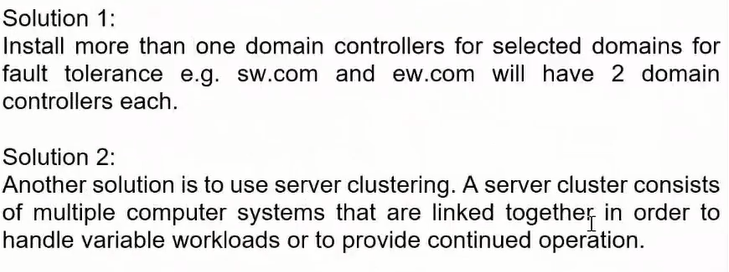 Solution 1:
Install more than one domain controllers for selected domains for
fault tolerance e.g. sw.com and ew.com will have 2 domain
controllers each.
Solution 2:
Another solution is to use server clustering. A server cluster consists
of multiple computer systems that are linked together in order to
handle variable workloads or to provide continued operation.